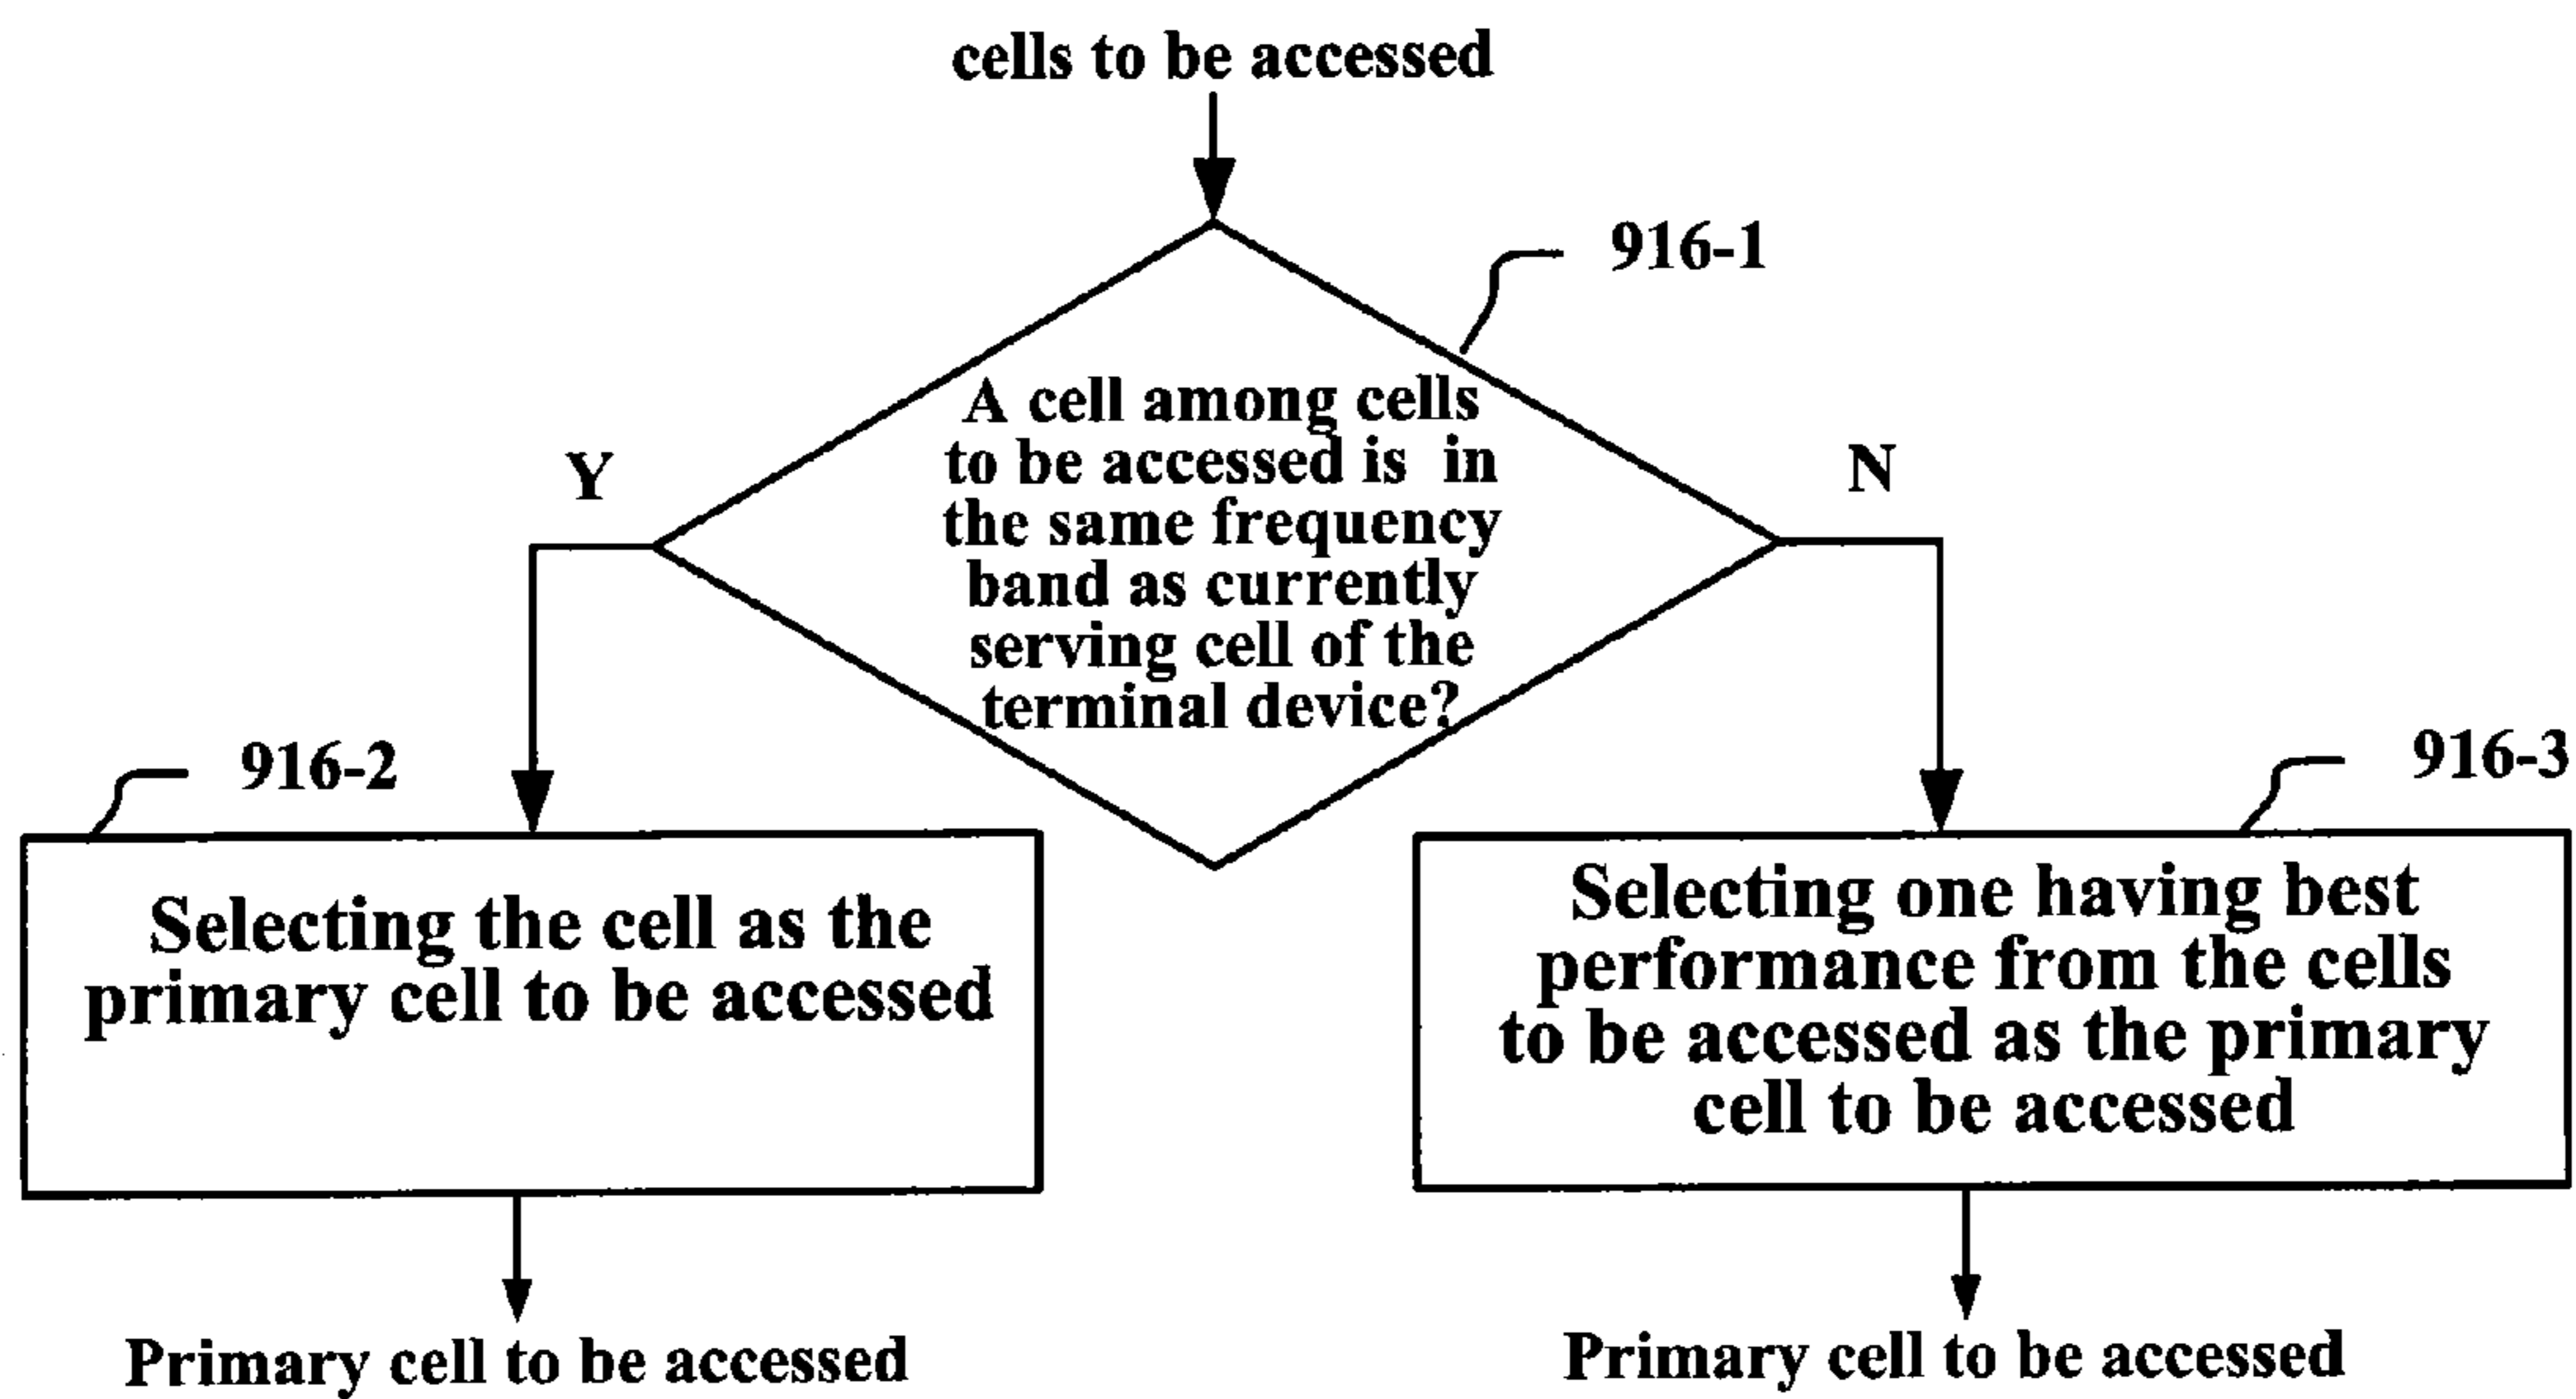 cells to be accessed
916-1
A cell among cells
to be accessed is in
the same frequency
band as currently
serving cell of the
terminal device?
Y
N
916-2
916-3
Selecting the cell as the
primary cell to be accessed
Selecting one having best
performance from the cells
to be accessed as the primary
cell to be accessed
Primary cell to be accessed
Primary cell to be accessed